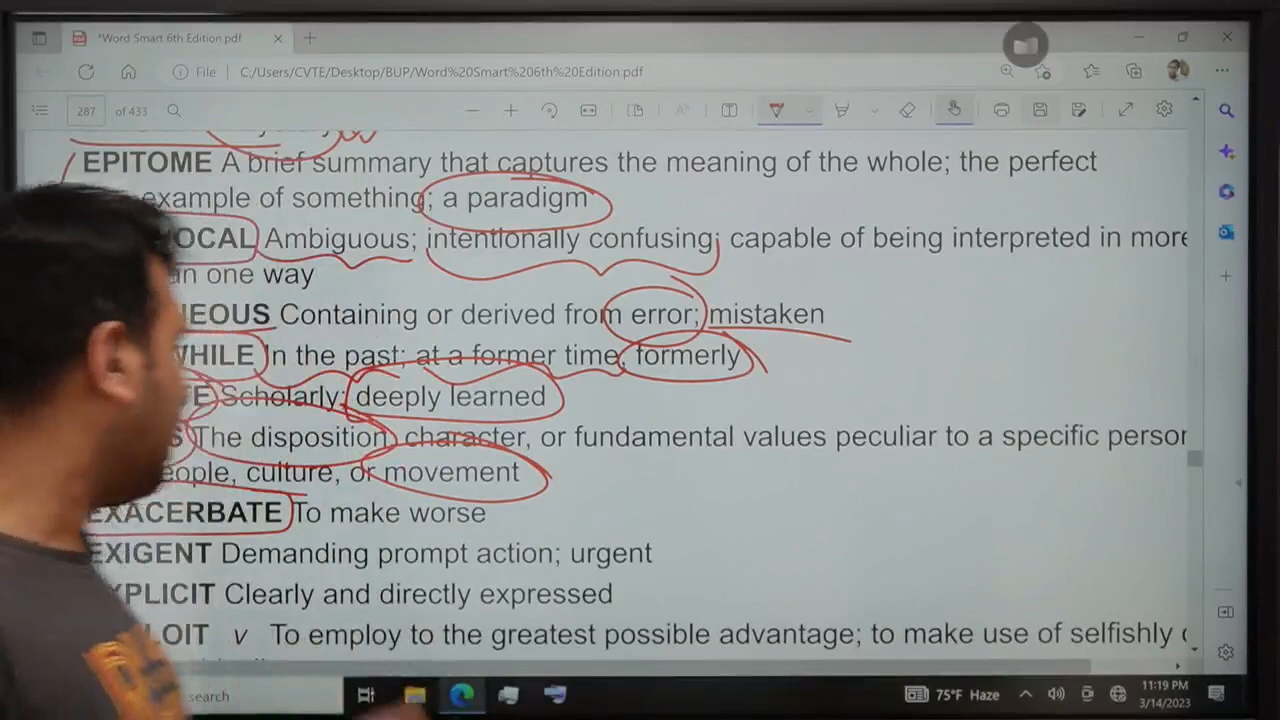 *Word Smart 6th Edition.pdf
File C:/Users/CVTE/Desktop/BUP/Word%20Smart%206th%20Edition.pdf
287 of 433
EPITOME A brief summary that captures the meaning of the whole; the perfect
example of something; a paradigm
OCAL Ambiguous; intentionally confusing; capable of being interpreted in more
an one way
NEOUS Containing or derived from error; mistaken
WHILE In the past; at a former time, formerly
E Scholarly; deeply learned
S The disposition, character, or fundamental values peculiar to a specific person
eople, culture, or movement
EXACERBATE To make worse
EXIGENT Demanding prompt action; urgent
XPLICIT Clearly and directly expressed
LOIT v To employ to the greatest possible advantage; to make use of selfishly
search 75°F Haze 11:19 PM
3/14/2023